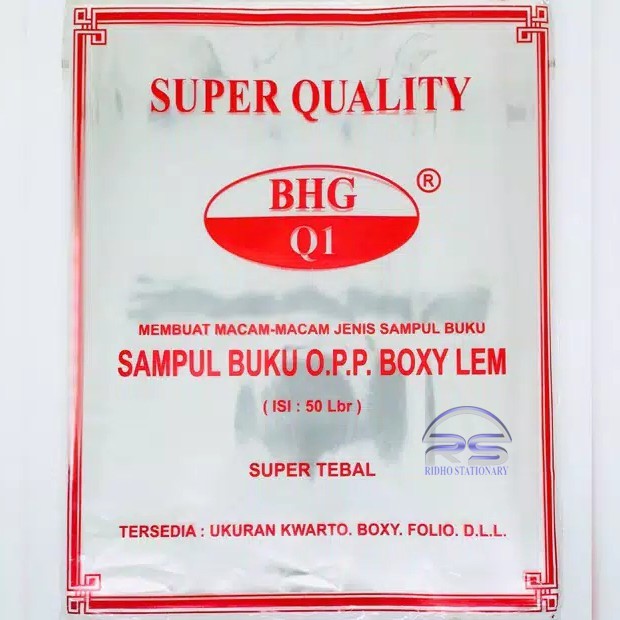 SUPER QUALITY
BHG ®
Q1
MEMBUAT MACAM-MACAM JENIS SAMPUL BUKU
SAMPUL BUKU O.P.P. BOXY LEM
( ISI : 50 Lbr )
RS
RIDHO STATIONARY
SUPER TEBAL
TERSEDIA : UKURAN KWARTO. BOXY. FOLIO. D.L.L.